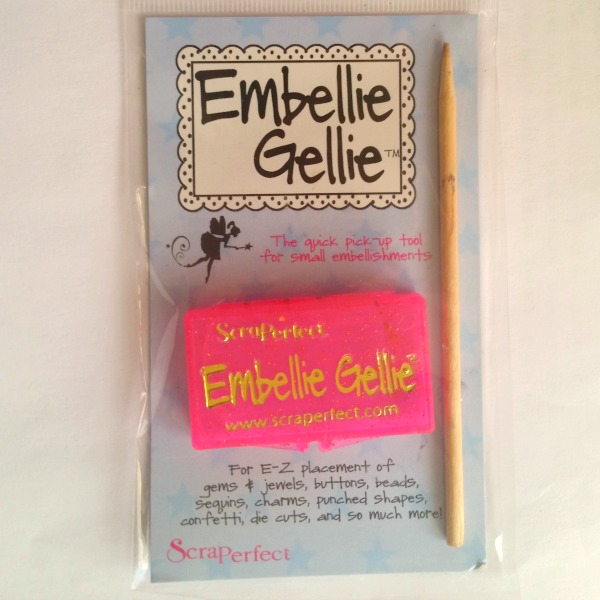 Embellie
Gellie™
The quick pick-up tool
for small embellishments
ScraPerfect
Embellie Gellie™
www.scraperfect.com
For E-Z placement of
gems & jewels, buttons, beads,
sequins, charms, punched shapes,
confetti, die cuts, and so much more!
ScraPerfect